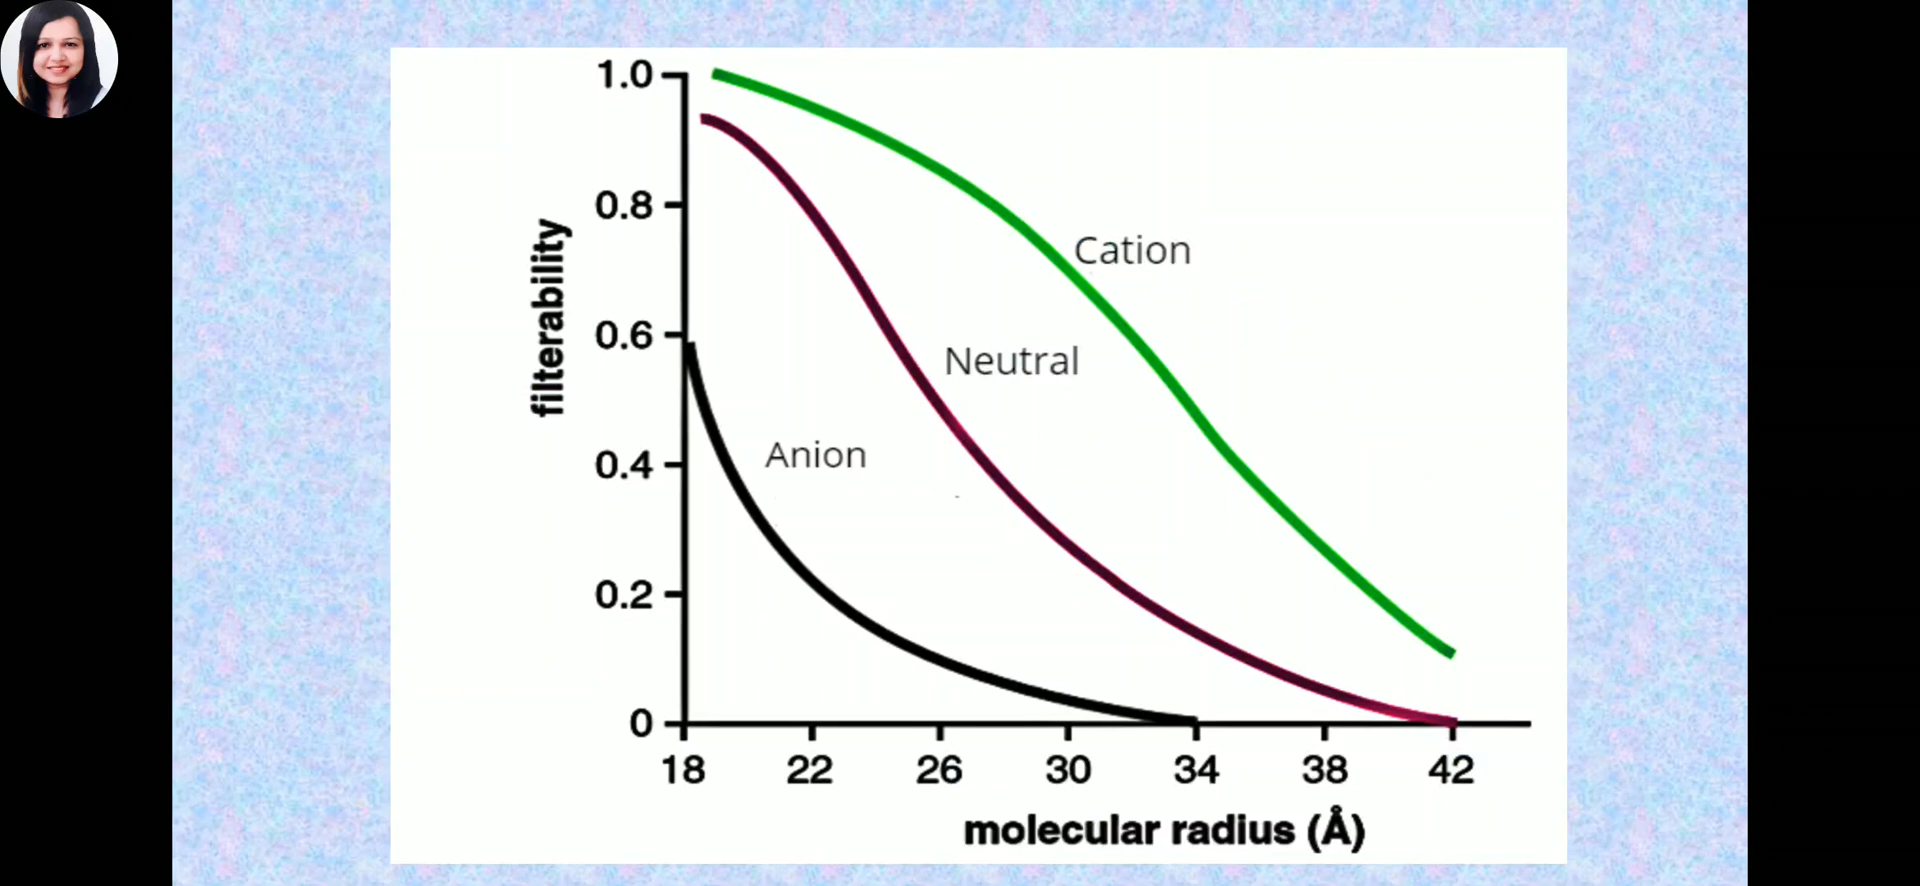 1.0
0.8
0.6
0.4
0.2
0
filterability
Cation
Neutral
Anion
18 22 26 30 34 38 42
molecular radius (Å)